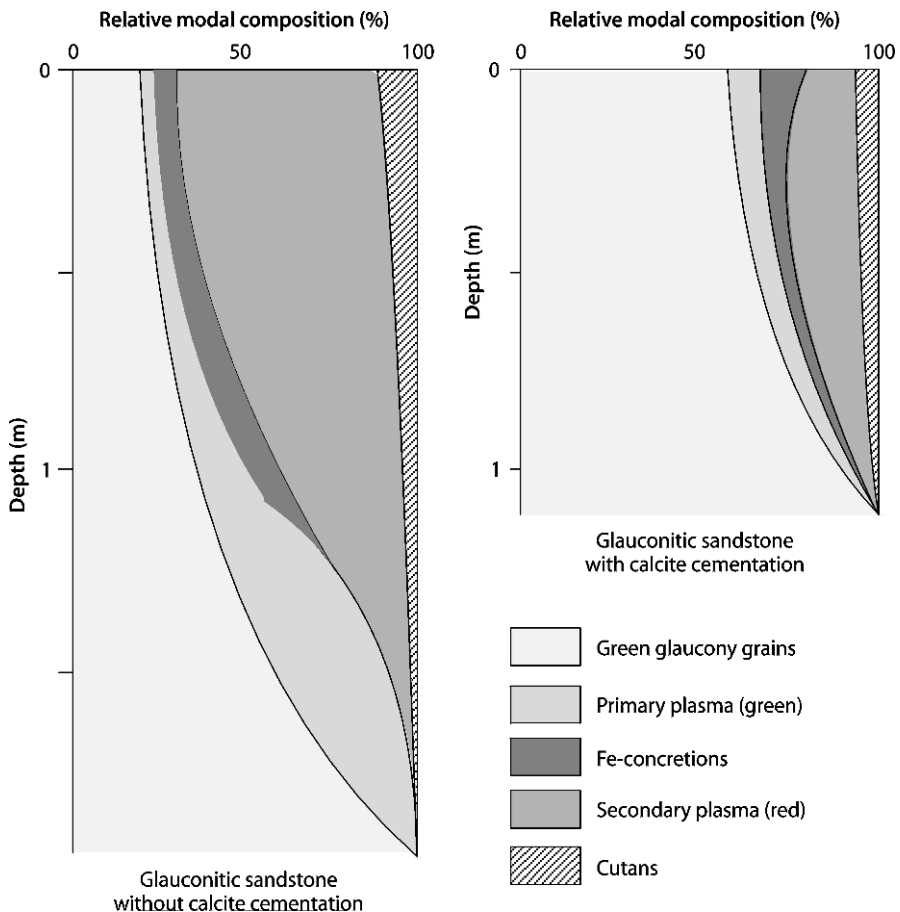 Relative modal composition (%)
0 50 100
0
Depth (m)
1
Glauconitic sandstone
without calcite cementation
Relative modal composition (%)
0 50 100
0
Depth (m)
1
Glauconitic sandstone
with calcite cementation
Green glaucony grains
Primary plasma (green)
Fe-concretions
Secondary plasma (red)
Cutans